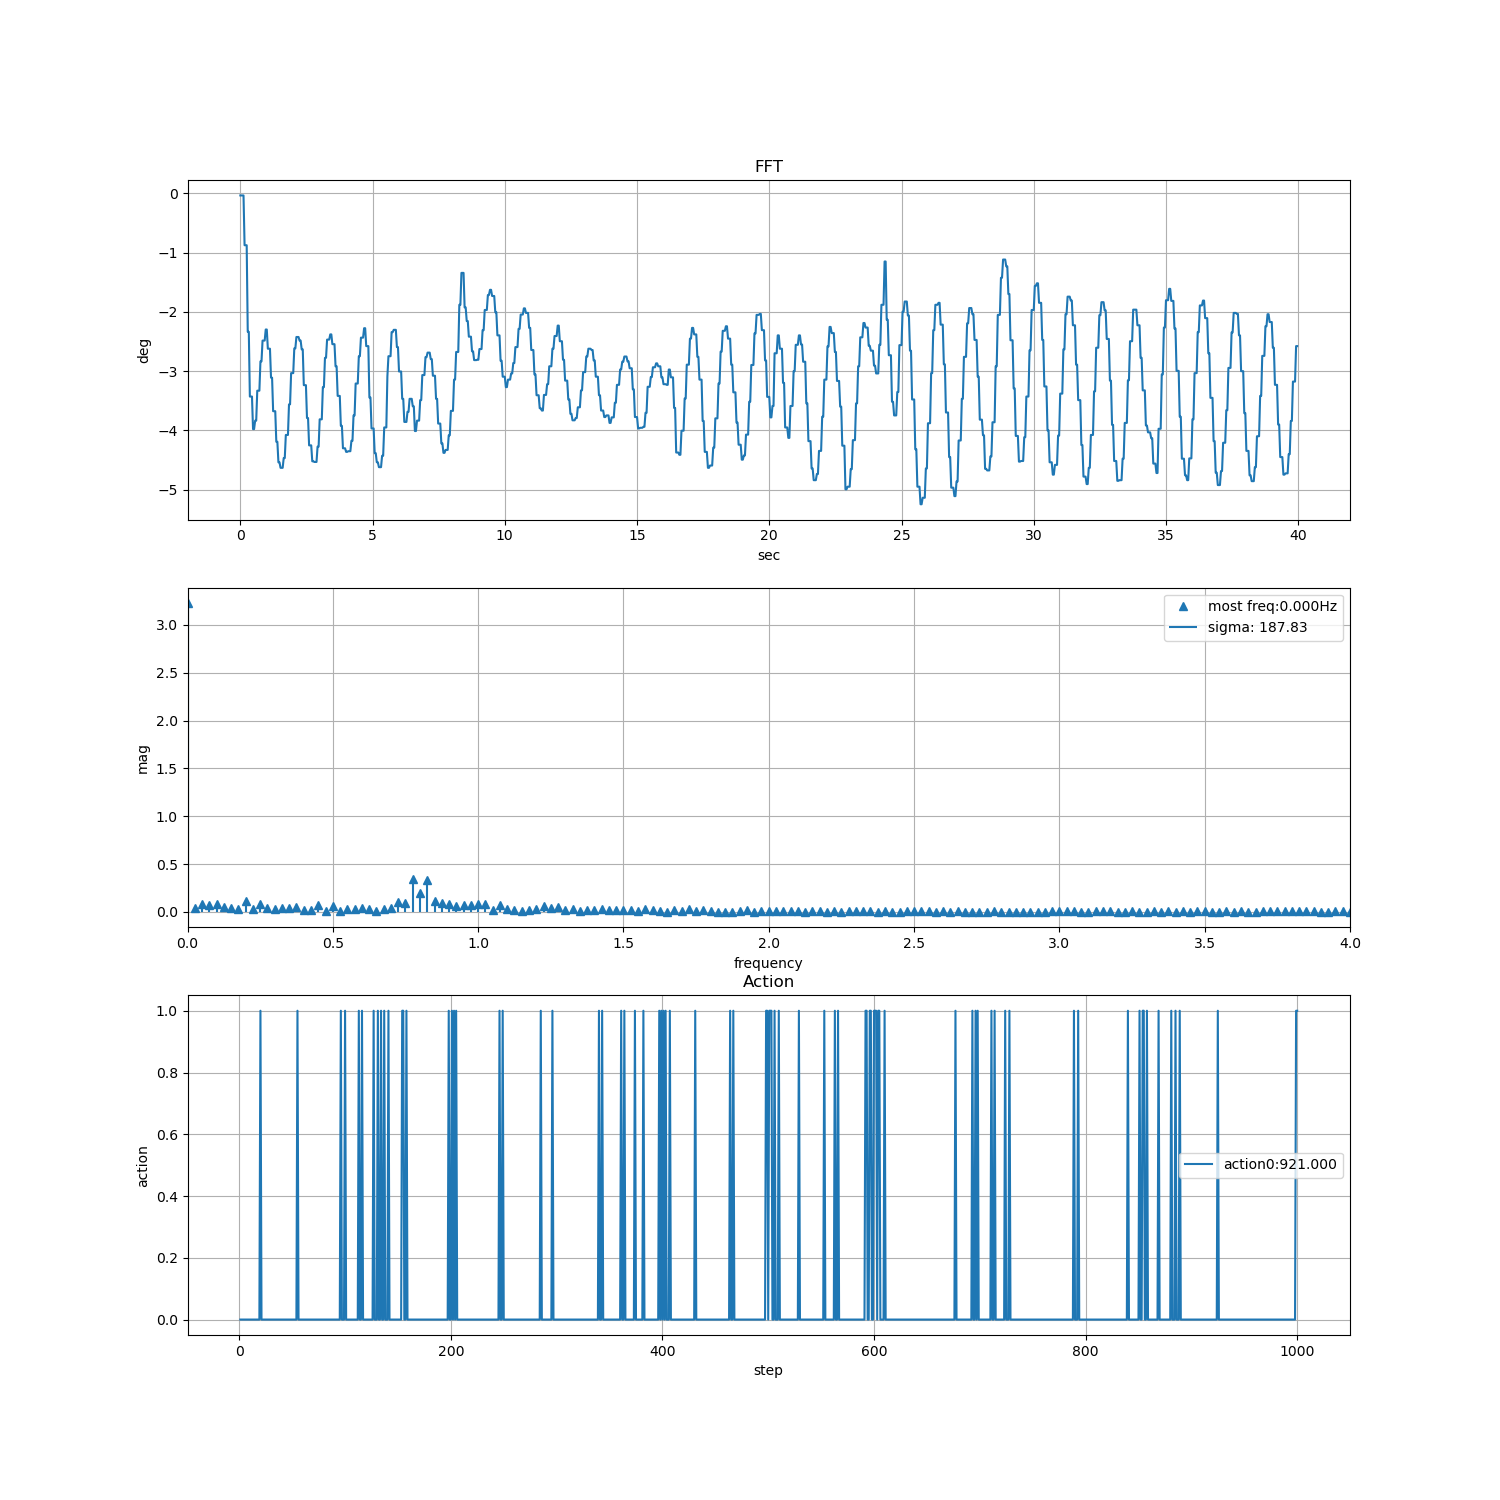 FFT
0
−1
−2
−3
−4
−5
deg
0 5 10 15 20 25 30 35 40
sec
most freq:0.000Hz
sigma: 187.83
3.0
2.5
2.0
1.5
1.0
0.5
0.0
mag
0.0 0.5 1.0 1.5 2.0 2.5 3.0 3.5 4.0
frequency
Action
1.0
0.8
0.6
0.4
0.2
0.0
action
action0:921.000
0 200 400 600 800 1000
step